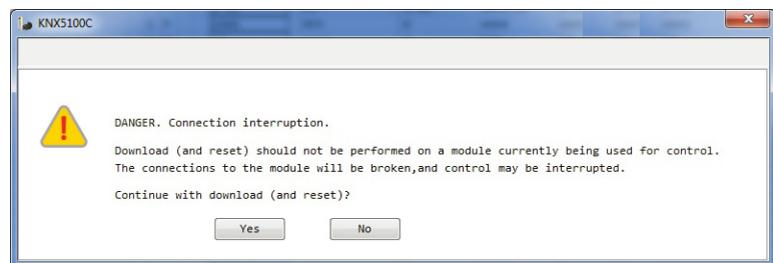 KNX5100C
DANGER. Connection interruption.
Download (and reset) should not be performed on a module currently being used for control.
The connections to the module will be broken,and control may be interrupted.
Continue with download (and reset)?
Yes No